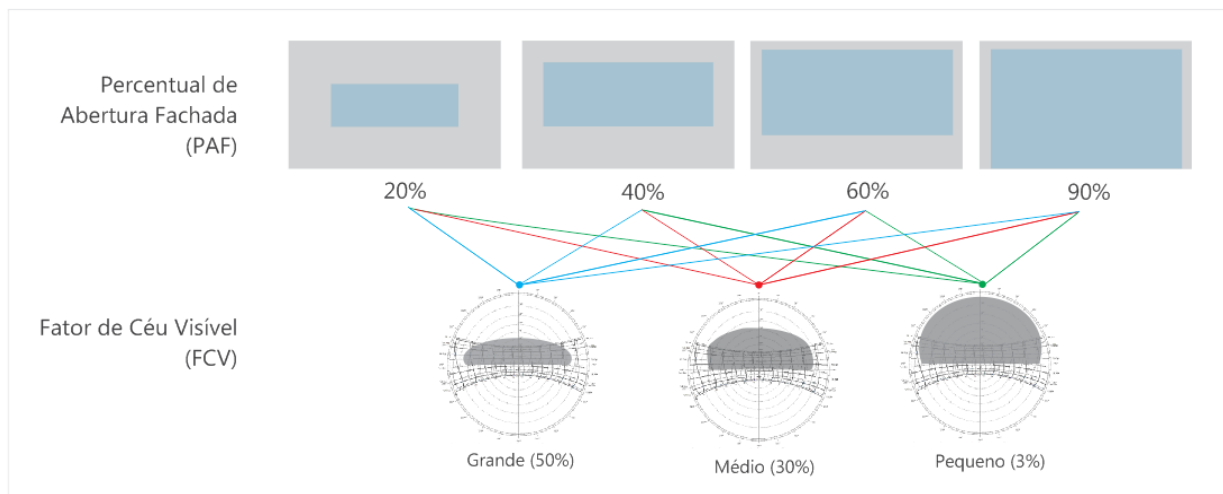 Percentual de
Abertura Fachada
(PAF)
20%
40%
60%
90%
Fator de Céu Visível
(FCV)
Grande (50%)
Médio (30%)
Pequeno (3%)